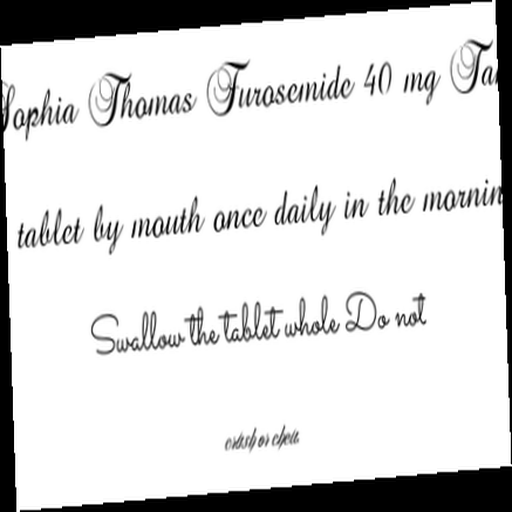 Sophia Thomas Furosemide 40 mg Ta
tablet by mouth once daily in the mornin
Swallow the tablet whole Do not
crush or chew